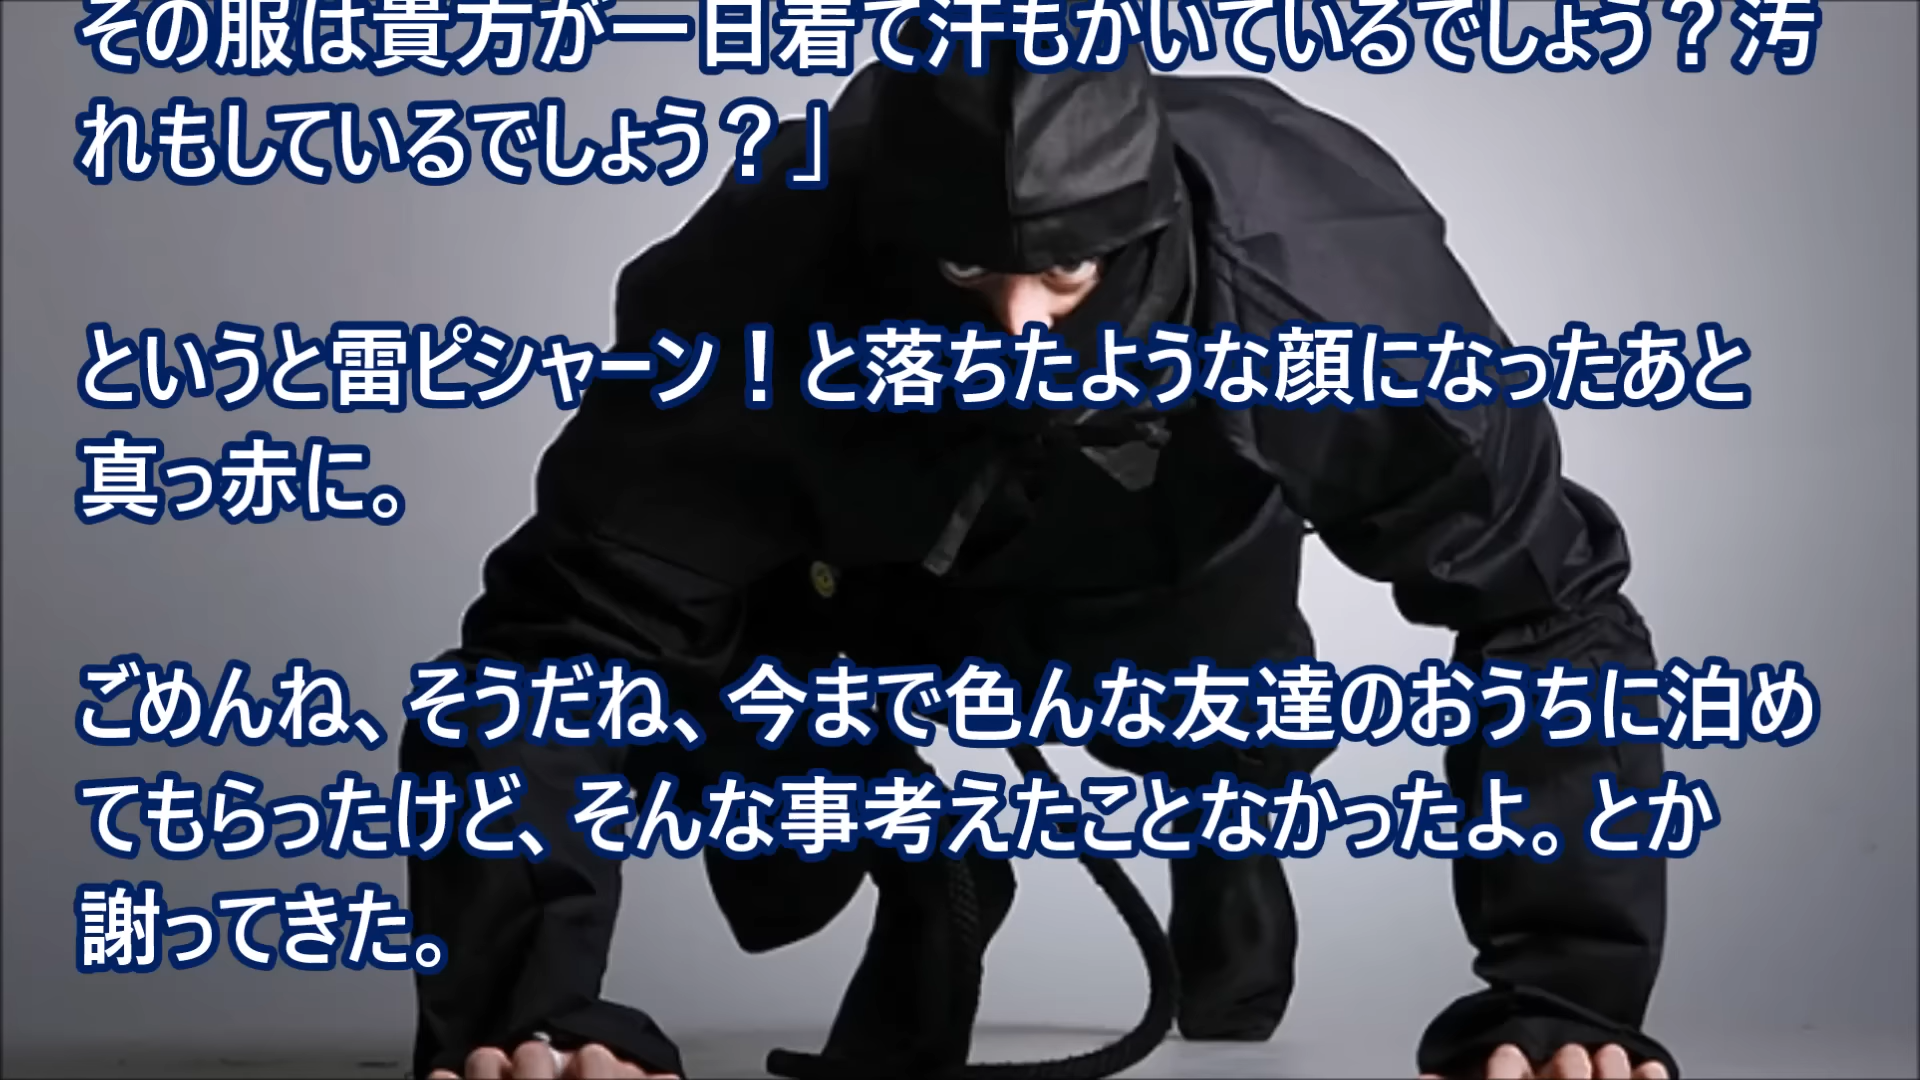 その服は貴方が一日着て汗もかいているでしょう？汚
れもしているでしょう？」
というと雷ピシャーン！と落ちたような顔になったあと
真っ赤に。
ごめんね、そうだね、今まで色んな友達のおうちに泊め
てもらったけど、そんな事考えたことなかったよ。とか
謝ってきた。